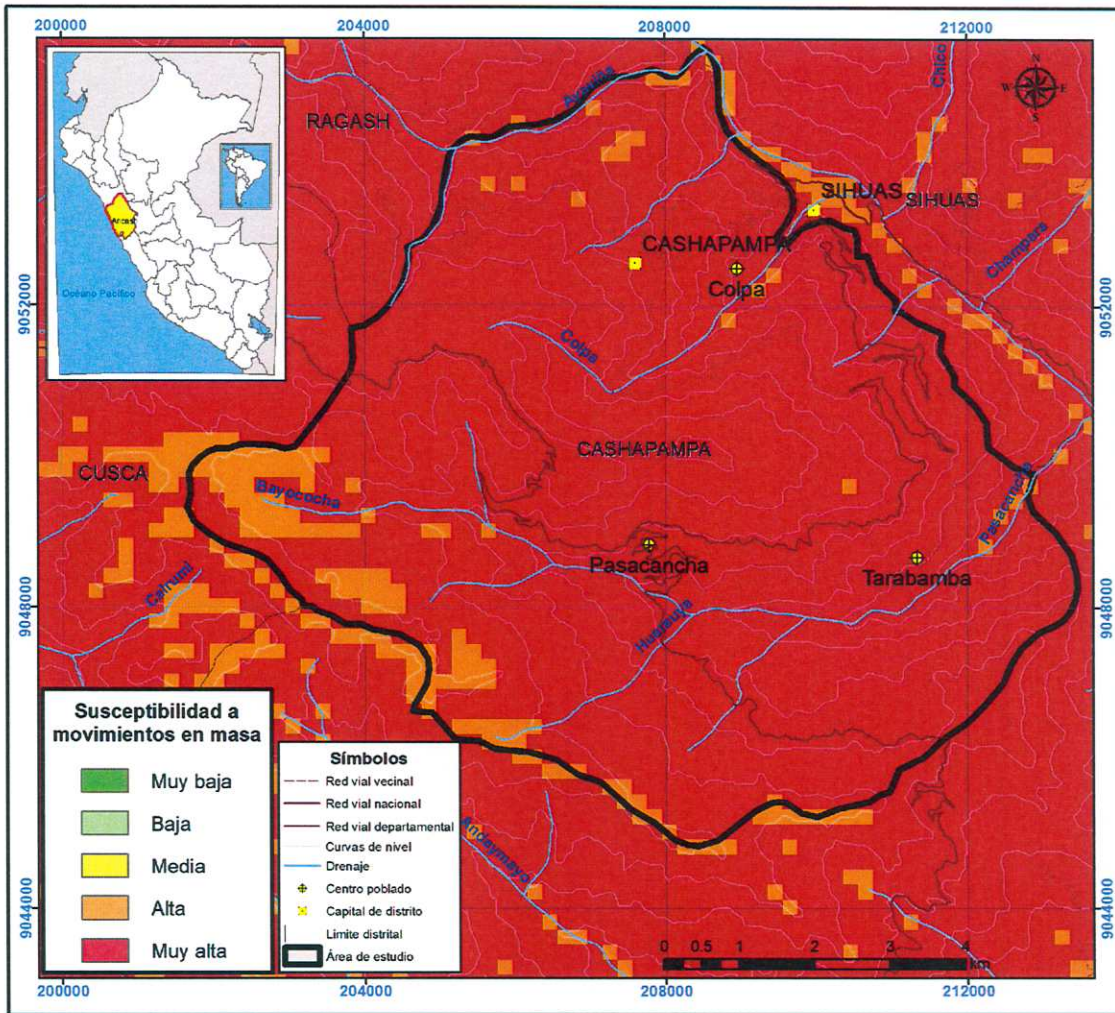 200000
204000
208000
212000
Ancash
Océano Pacífico
N
W
E
S
RAGASH
Chico
SIHUAS
SIHUAS
CASHAPAMPA
Colpa
Champara
9052000
9052000
Colpa
CASHAPAMPA
CUSCA
Bayococha
Pasacancha
Pasacancha
Tarabamba
9048000
9048000
Andaymayo
9044000
9044000
Susceptibilidad a
movimientos en masa
Muy baja
Baja
Media
Alta
Muy alta
Símbolos
Red vial vecinal
Red vial nacional
Red vial departamental
Curvas de nivel
Drenaje
Centro poblado
Capital de distrito
Limite distrital
Área de estudio
0 0.5 1 2 3 4
km
200000
204000
208000
212000